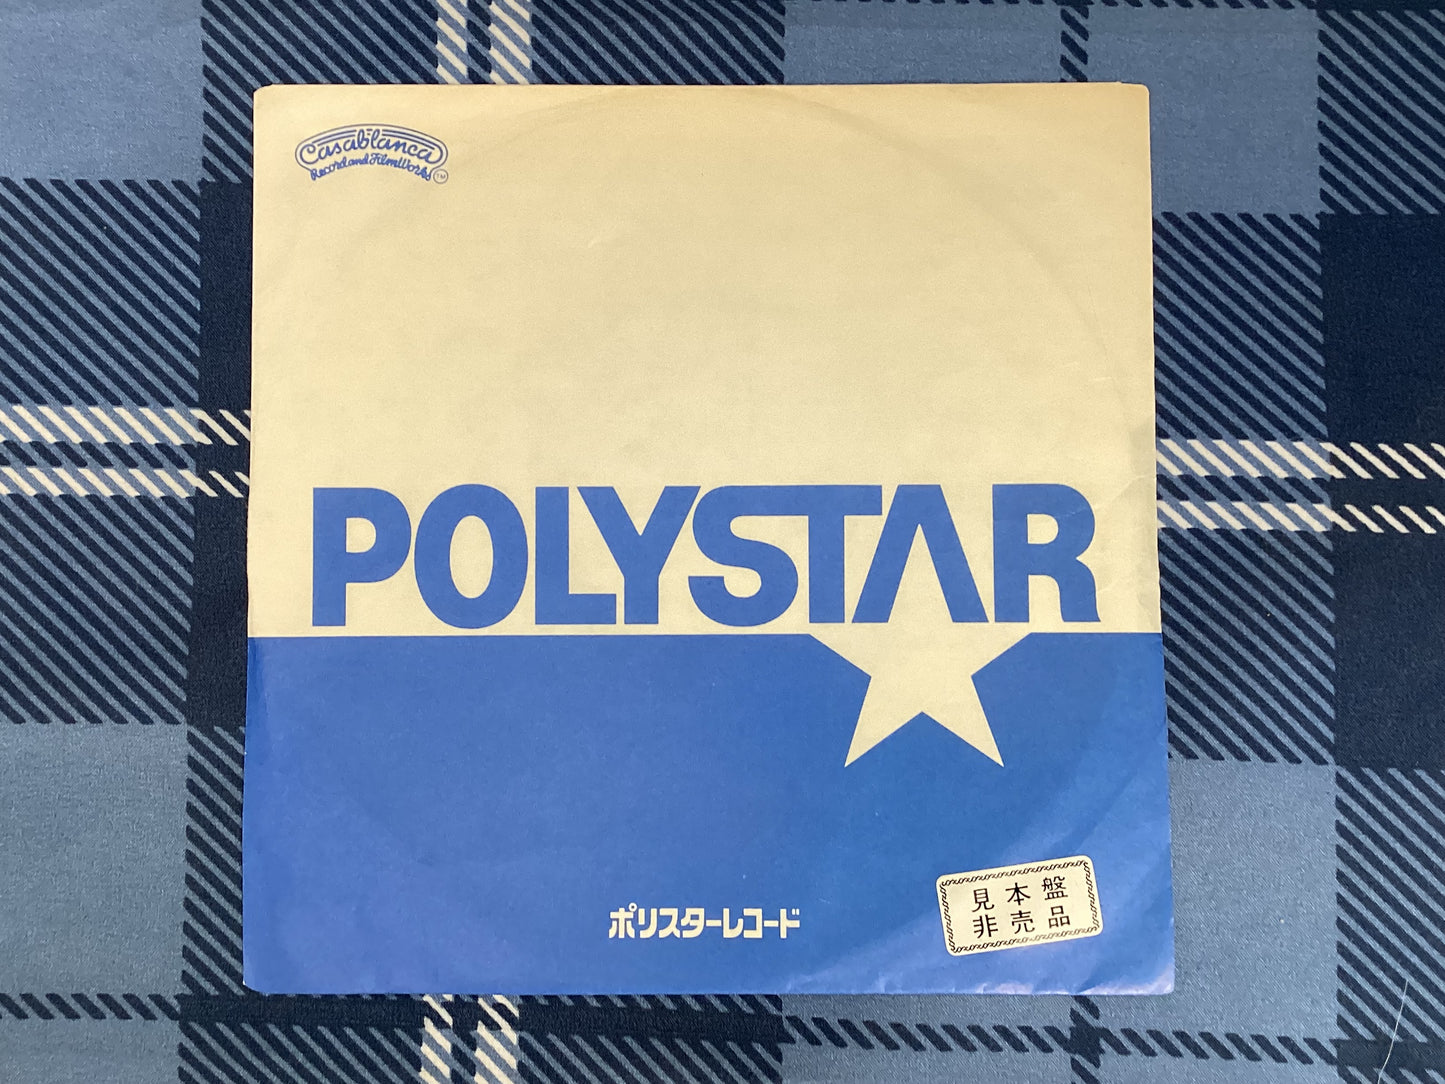 Casablanca
Record and FilmWorks
TM
POLYSTAR
ポリスターレコード
見本盤
非売品